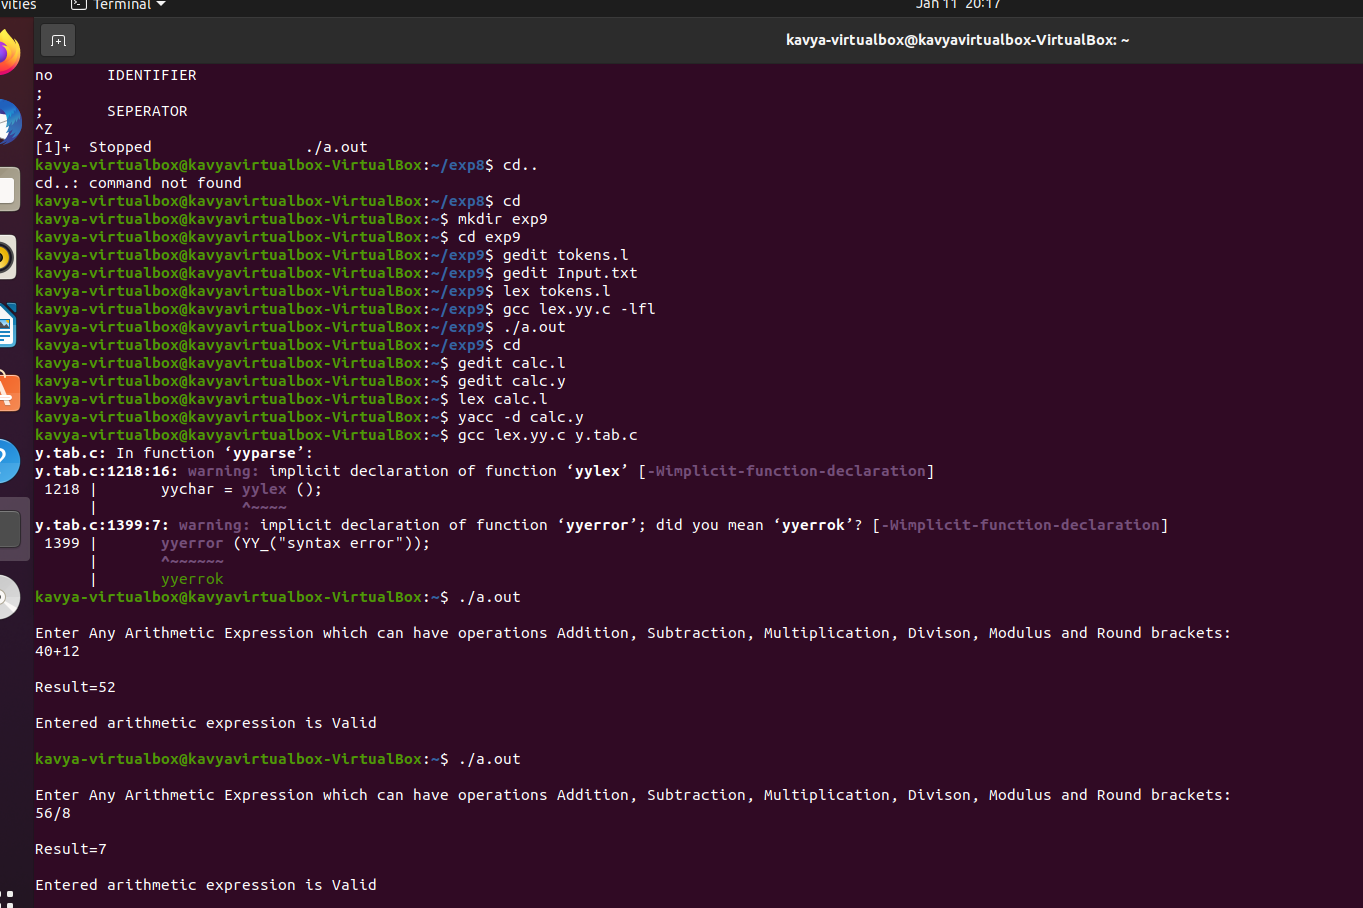 vities Terminal Jan 11 20:17
kavya-virtualbox@kavyavirtualbox-VirtualBox: ~
no IDENTIFIER
;
; SEPERATOR
^Z
[1]+ Stopped ./a.out
kavya-virtualbox@kavyavirtualbox-VirtualBox:~/exp8$ cd..
cd..: command not found
kavya-virtualbox@kavyavirtualbox-VirtualBox:~/exp8$ cd
kavya-virtualbox@kavyavirtualbox-VirtualBox:~$ mkdir exp9
kavya-virtualbox@kavyavirtualbox-VirtualBox:~$ cd exp9
kavya-virtualbox@kavyavirtualbox-VirtualBox:~/exp9$ gedit tokens.l
kavya-virtualbox@kavyavirtualbox-VirtualBox:~/exp9$ gedit Input.txt
kavya-virtualbox@kavyavirtualbox-VirtualBox:~/exp9$ lex tokens.l
kavya-virtualbox@kavyavirtualbox-VirtualBox:~/exp9$ gcc lex.yy.c -lfl
kavya-virtualbox@kavyavirtualbox-VirtualBox:~/exp9$ ./a.out
kavya-virtualbox@kavyavirtualbox-VirtualBox:~/exp9$ cd
kavya-virtualbox@kavyavirtualbox-VirtualBox:~$ gedit calc.l
kavya-virtualbox@kavyavirtualbox-VirtualBox:~$ gedit calc.y
kavya-virtualbox@kavyavirtualbox-VirtualBox:~$ lex calc.l
kavya-virtualbox@kavyavirtualbox-VirtualBox:~$ yacc -d calc.y
kavya-virtualbox@kavyavirtualbox-VirtualBox:~$ gcc lex.yy.c y.tab.c
y.tab.c: In function ‘yyparse’:
y.tab.c:1218:16: warning: implicit declaration of function ‘yylex’ [-Wimplicit-function-declaration]
1218 | yychar = yylex ();
| ^~~~~
y.tab.c:1399:7: warning: implicit declaration of function ‘yyerror’; did you mean ‘yyerrok’? [-Wimplicit-function-declaration]
1399 | yyerror (YY_("syntax error"));
| ^~~~~~~
| yyerrok
kavya-virtualbox@kavyavirtualbox-VirtualBox:~$ ./a.out
Enter Any Arithmetic Expression which can have operations Addition, Subtraction, Multiplication, Divison, Modulus and Round brackets:
40+12
Result=52
Entered arithmetic expression is Valid
kavya-virtualbox@kavyavirtualbox-VirtualBox:~$ ./a.out
Enter Any Arithmetic Expression which can have operations Addition, Subtraction, Multiplication, Divison, Modulus and Round brackets:
56/8
Result=7
Entered arithmetic expression is Valid